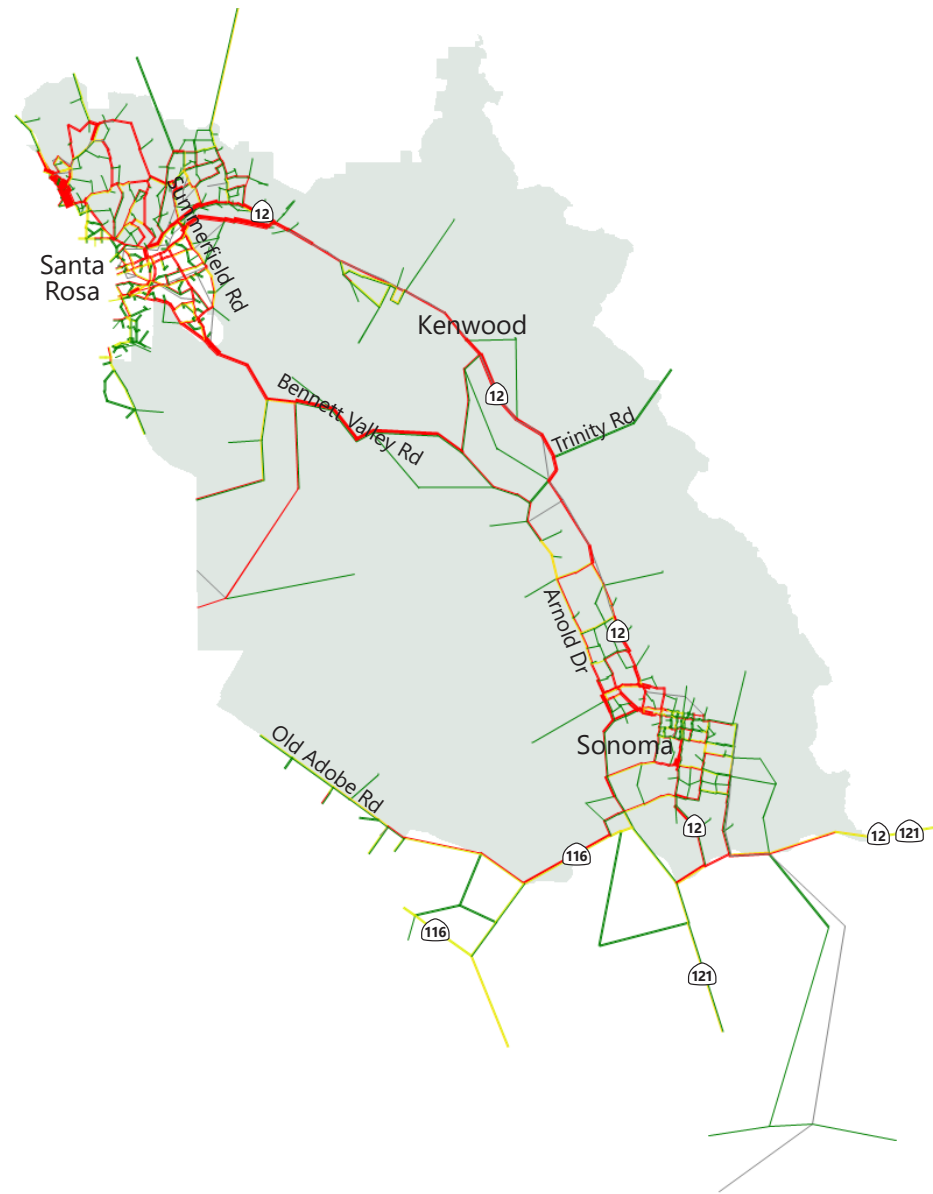 12
Summerfield Rd
Santa
Rosa
Kenwood
12
Bennett Valley Rd
Trinity Rd
Arnold Dr
12
Sonoma
Old Adobe Rd
12
12
121
116
116
121